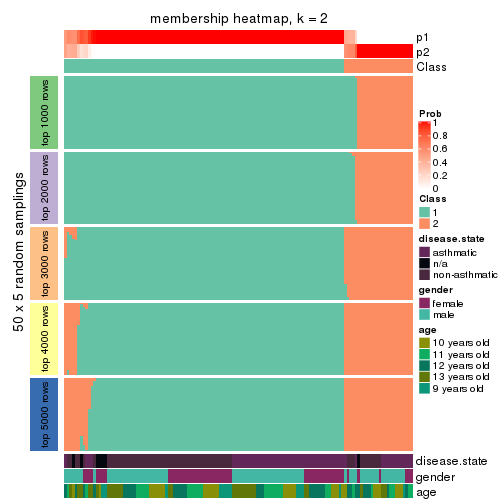 membership heatmap, k = 2
p1
p2
Class
50 x 5 random samplings
top 1000 rows
top 2000 rows
top 3000 rows
top 4000 rows
top 5000 rows
disease.state
gender
age
Prob
1
0.8
0.6
0.4
0.2
0
Class
1
2
disease.state
asthmatic
n/a
non-asthmatic
gender
female
male
age
10 years old
11 years old
12 years old
13 years old
9 years old